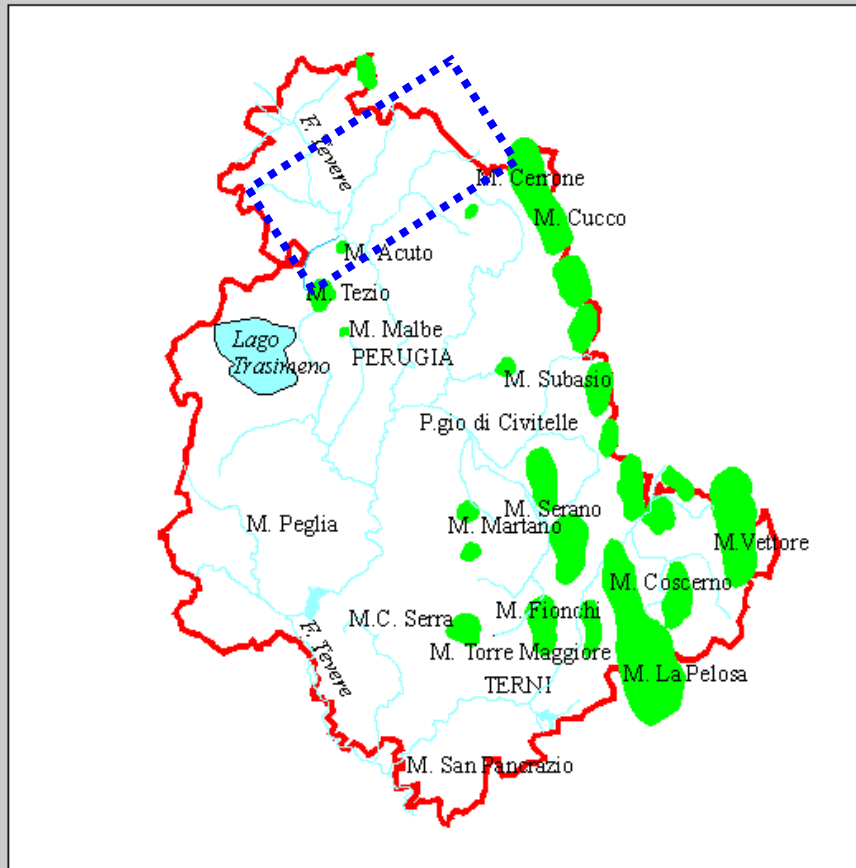 F. Tevere
M. Cerrone
M. Cucco
M. Acuto
M. Tezio
M. Malbe
Lago
Trasimeno
PERUGIA
M. Subasio
P.gio di Civitelle
M. Serano
M. Martano
M. Peglia
M.Vettore
M. Coscerno
M. Fionchi
M.C. Serra
F. Tevere
M. Torre Maggiore
M. La Pelosa
TERNI
M. San Pancrazio